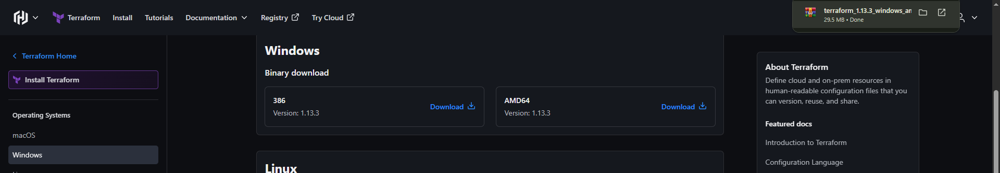 Terraform
Install
Tutorials
Documentation
Registry
Try Cloud
terraform_1.13.3_windows_an
29.5 MB • Done
Terraform Home
Install Terraform
Operating Systems
macOS
Windows
Windows
Binary download
386
Version: 1.13.3
Download
AMD64
Version: 1.13.3
Download
Linux
About Terraform
Define cloud and on-prem resources in
human-readable configuration files that you
can version, reuse, and share.
Featured docs
Introduction to Terraform
Configuration Language